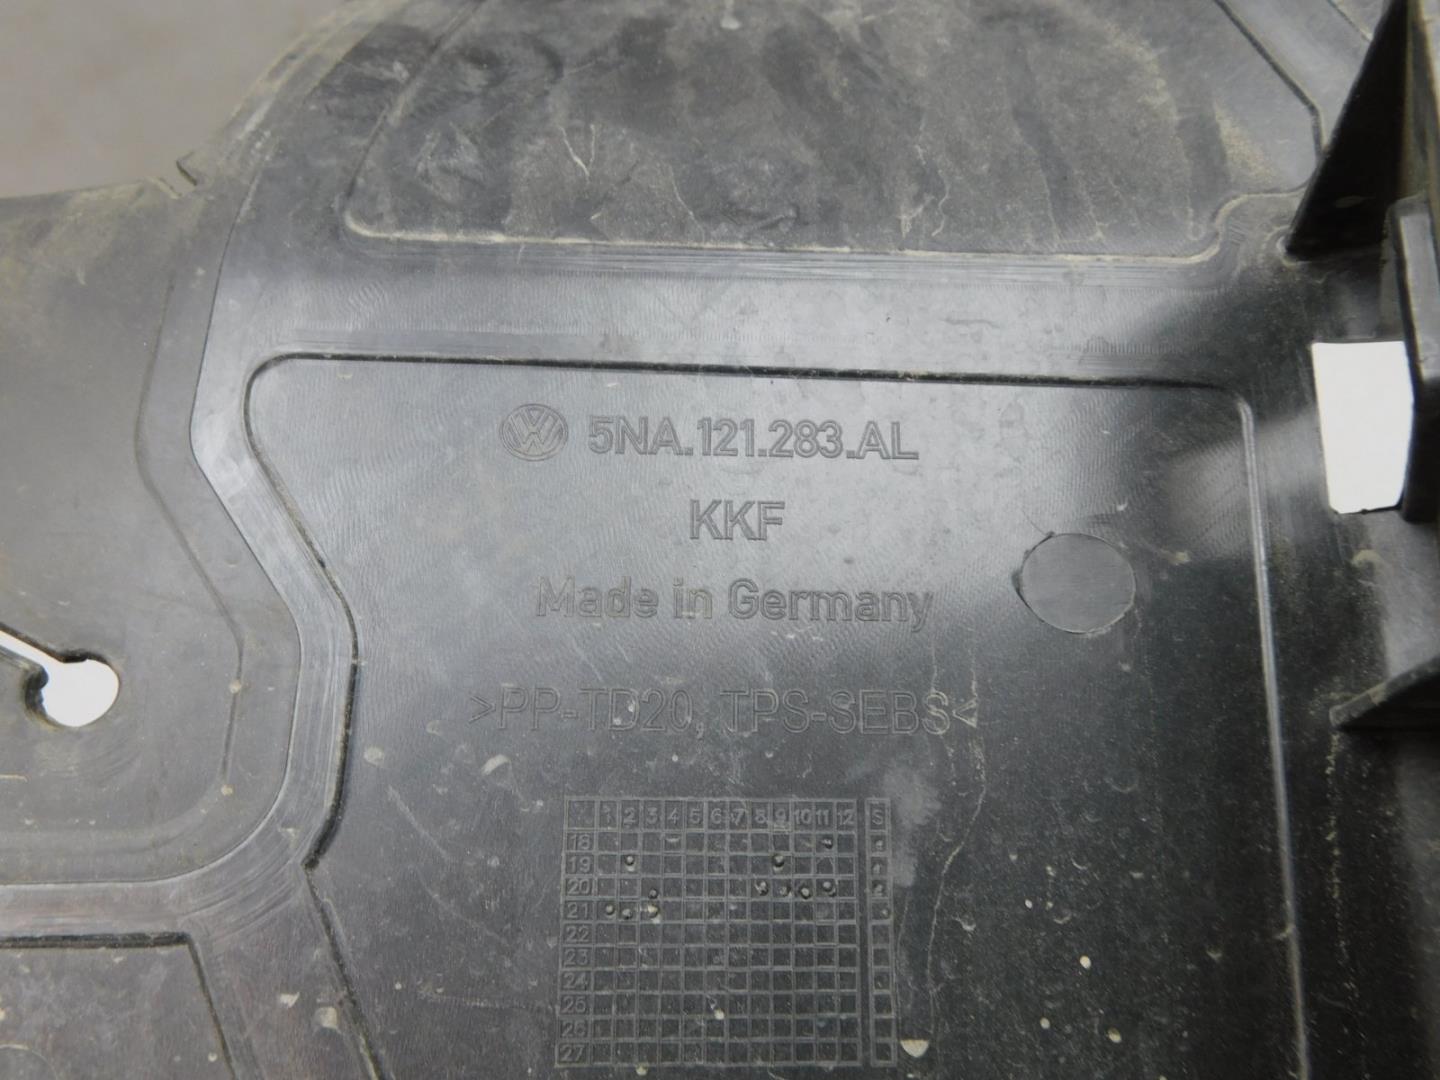 VW 5NA.121.283.AL
KKF
Made in Germany
>PP-TD20, TPS-SEBS<
1 2 3 4 5 6 7 8 9 10 11 12 S
18
19
20
21
22
23
24
25
26
27